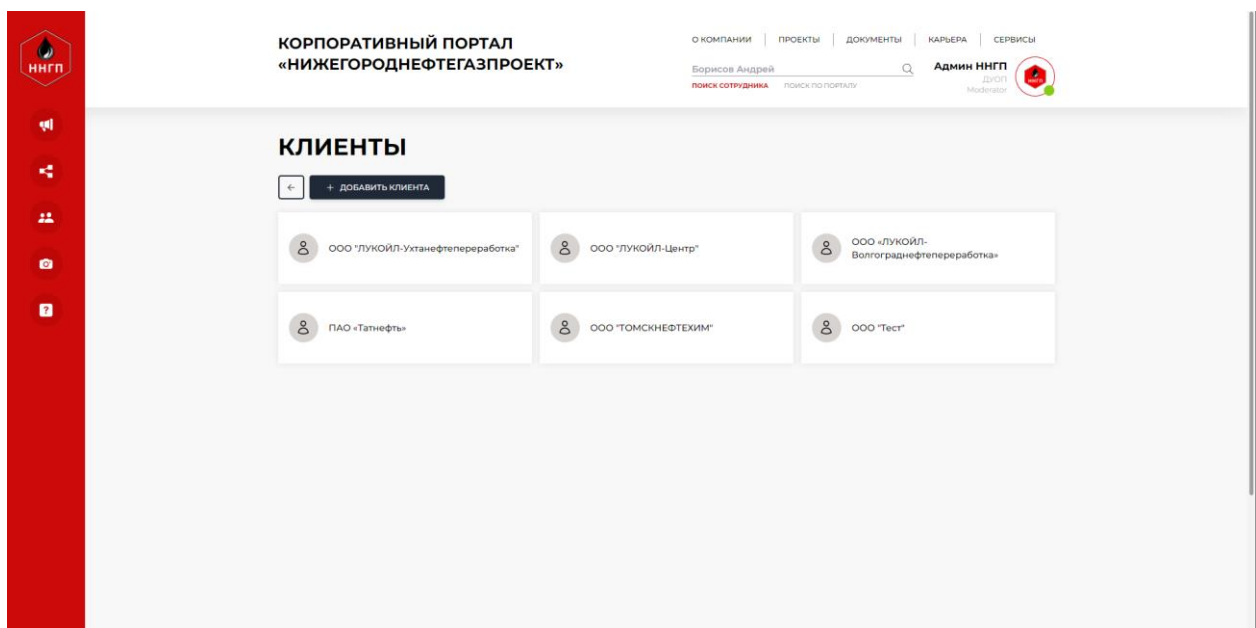 ННГП
КОРПОРАТИВНЫЙ ПОРТАЛ
«НИЖЕГОРОДНЕФТЕГАЗПРОЕКТ»
О КОМПАНИИ
ПРОЕКТЫ
ДОКУМЕНТЫ
КАРЬЕРА
СЕРВИСЫ
Борисов Андрей
ПОИСК СОТРУДНИКА
ПОИСК ПО ПОРТАЛУ
Админ ННГП
ДУОП
Moderator
ННГП
КЛИЕНТЫ
+ ДОБАВИТЬ КЛИЕНТА
ООО "ЛУКОЙЛ-Ухтанефтепереработка"
ООО "ЛУКОЙЛ-Центр"
ООО «ЛУКОЙЛ-
Волгограднефтепереработка»
ПАО «Татнефть»
ООО "ТОМСКНЕФТЕХИМ"
ООО "Тест"